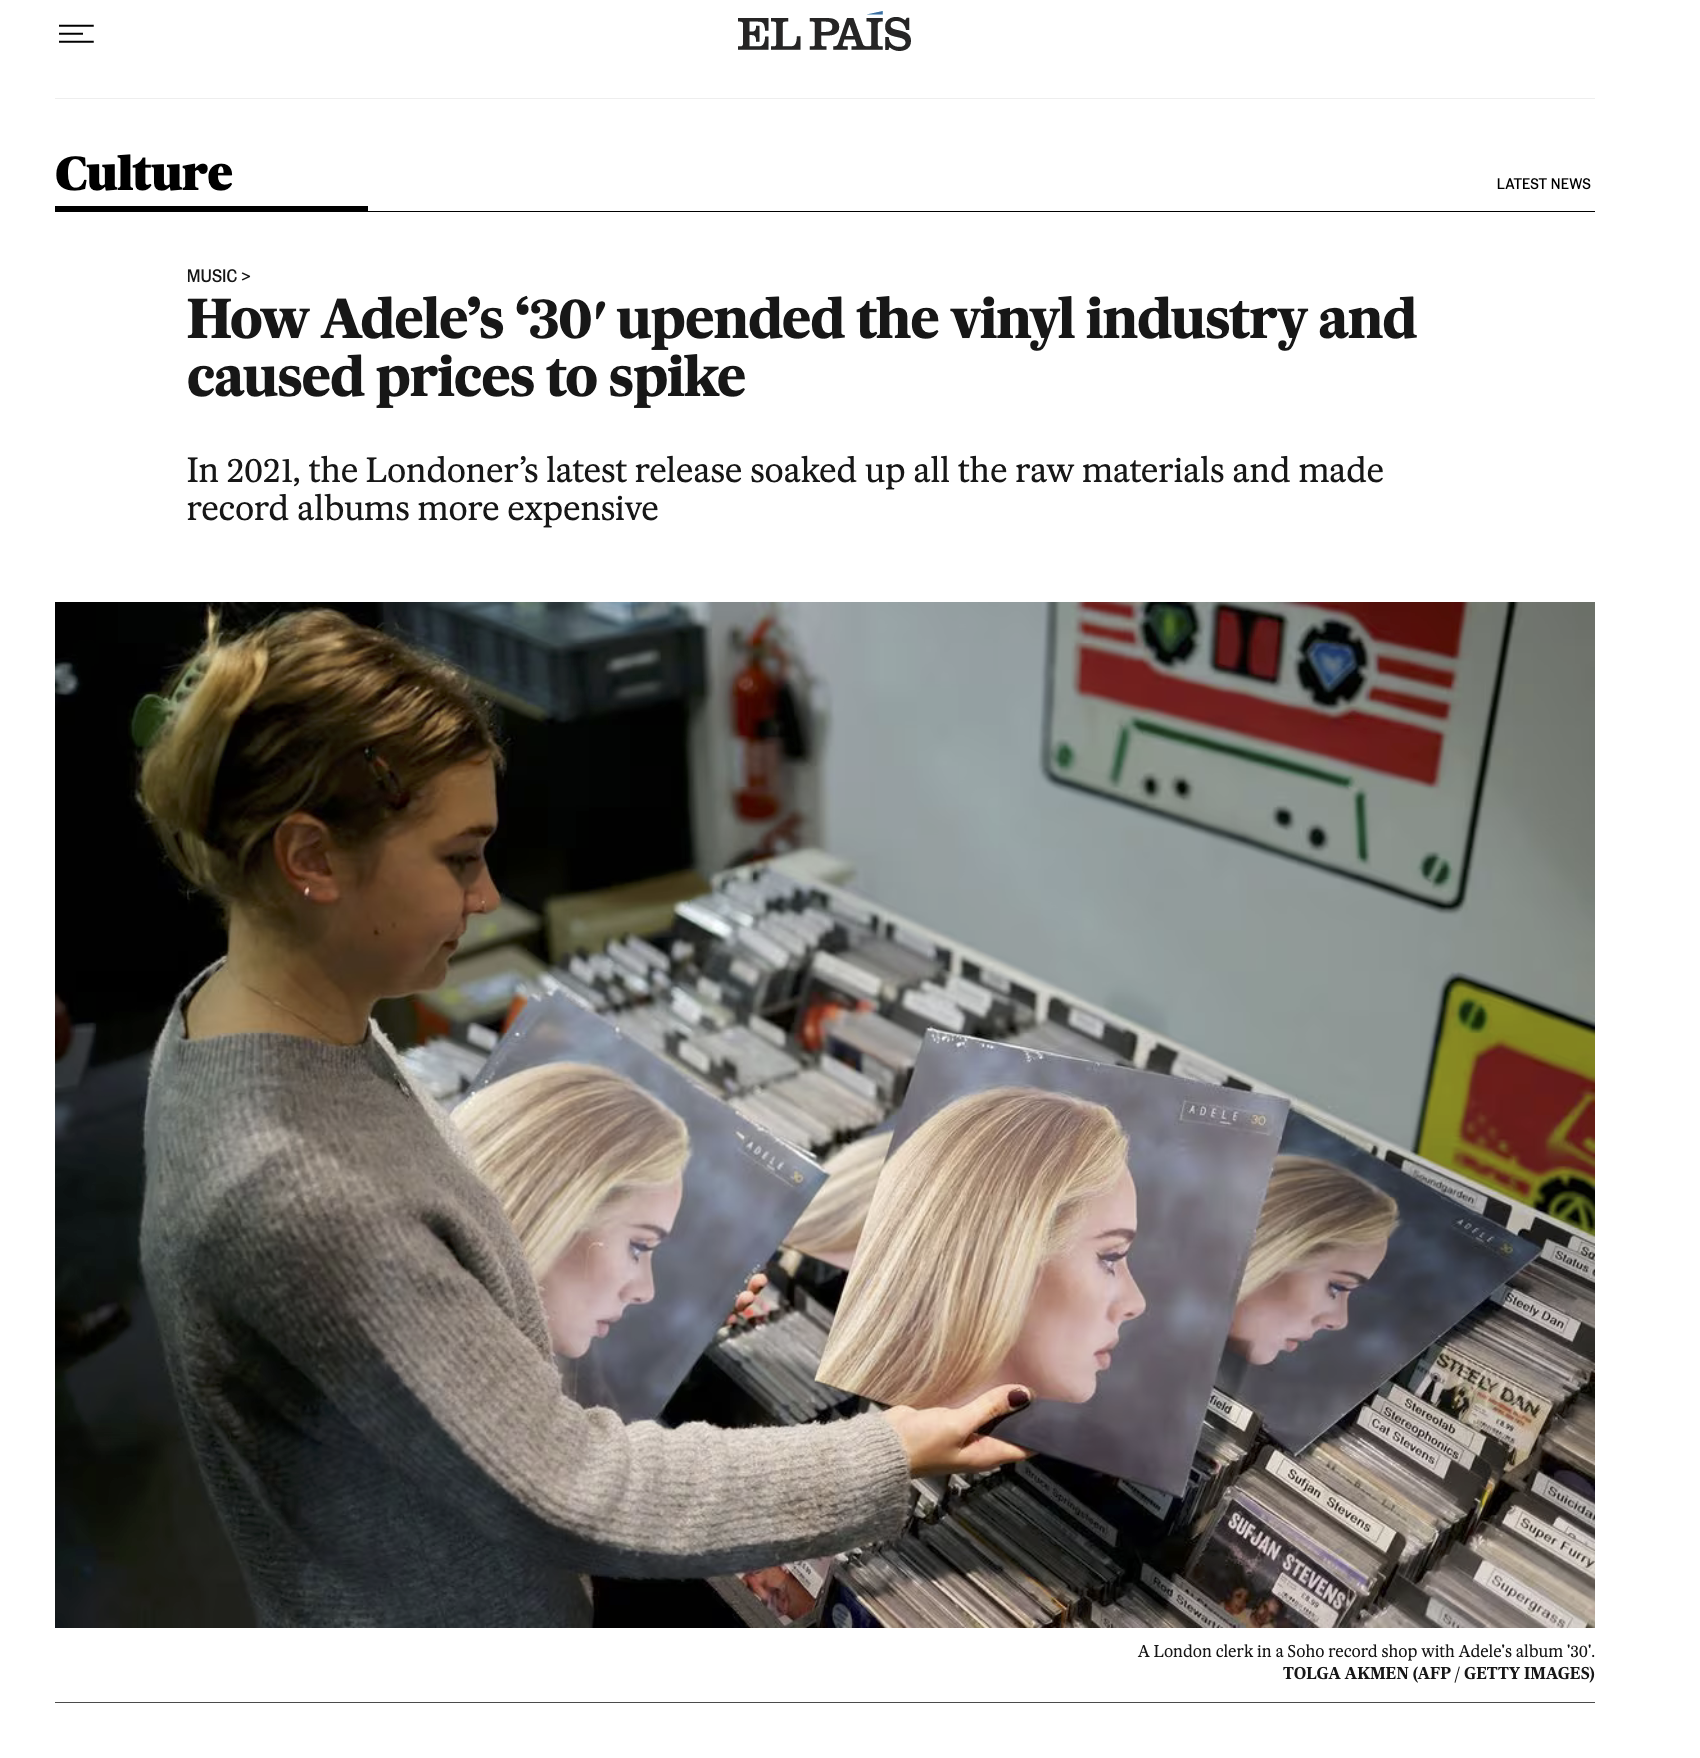 EL PAÍS
Culture
LATEST NEWS
MUSIC >
How Adele’s ‘30′ upended the vinyl industry and
caused prices to spike
In 2021, the Londoner’s latest release soaked up all the raw materials and made
record albums more expensive
ADELE 30
ADELE 30
ADELE 30
Soundgarden
Status
Steely Dan
STEELY DAN
Stereolab
Stereophonics
Cat Stevens
field
Sufjan Stevens
SUFJAN STEVENS
£8.99
Bruce Springsteen
Rod Stewart
Suicidal
Super Furry
Supergrass
A London clerk in a Soho record shop with Adele's album '30'.
TOLGA AKMEN (AFP / GETTY IMAGES)